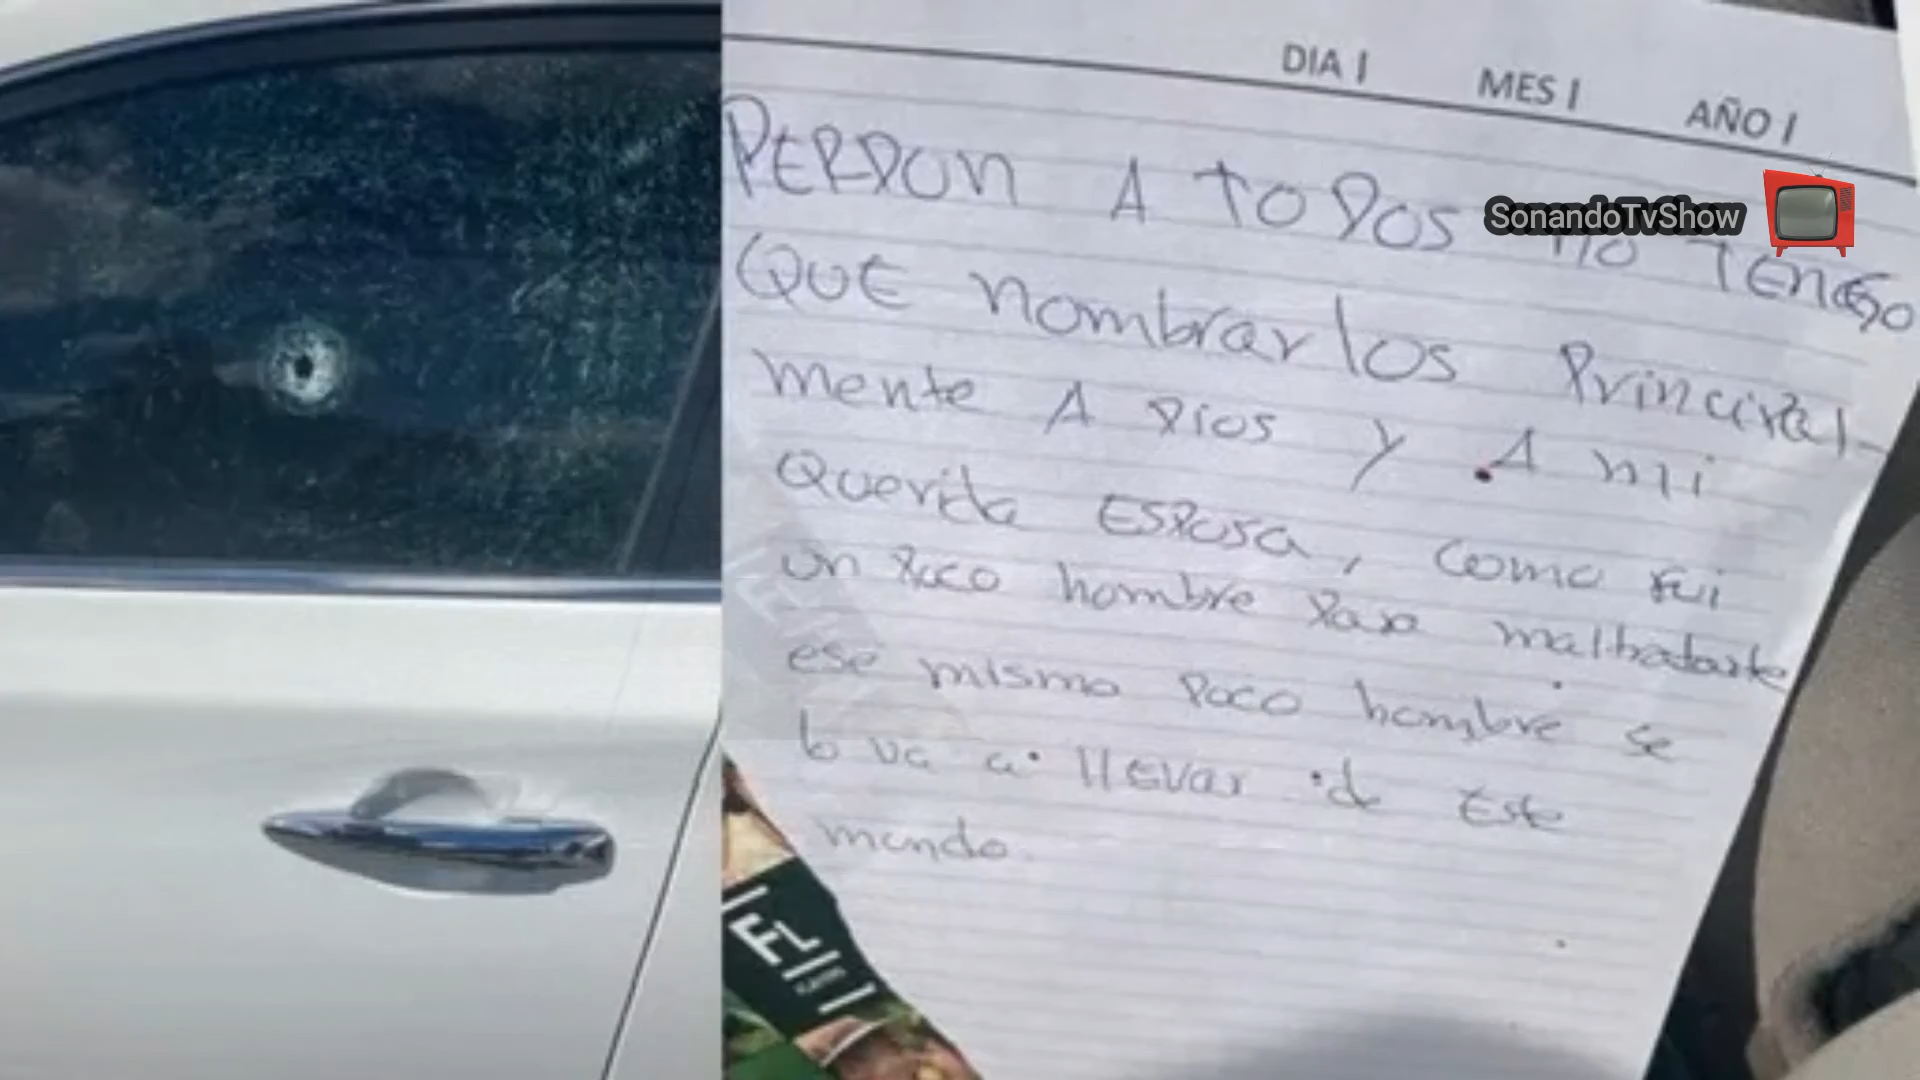 DIA / MES / AÑO /
PERDON A TODOS no TENGO
QUE nombrarlos Principal-
mente A DIOS y A mi
Querida ESPOSA, como fui
un Poco hombre Para maltratarte
ese mismo Poco hombre se
lo va a llevar de Este
mundo.
SonandoTvShow